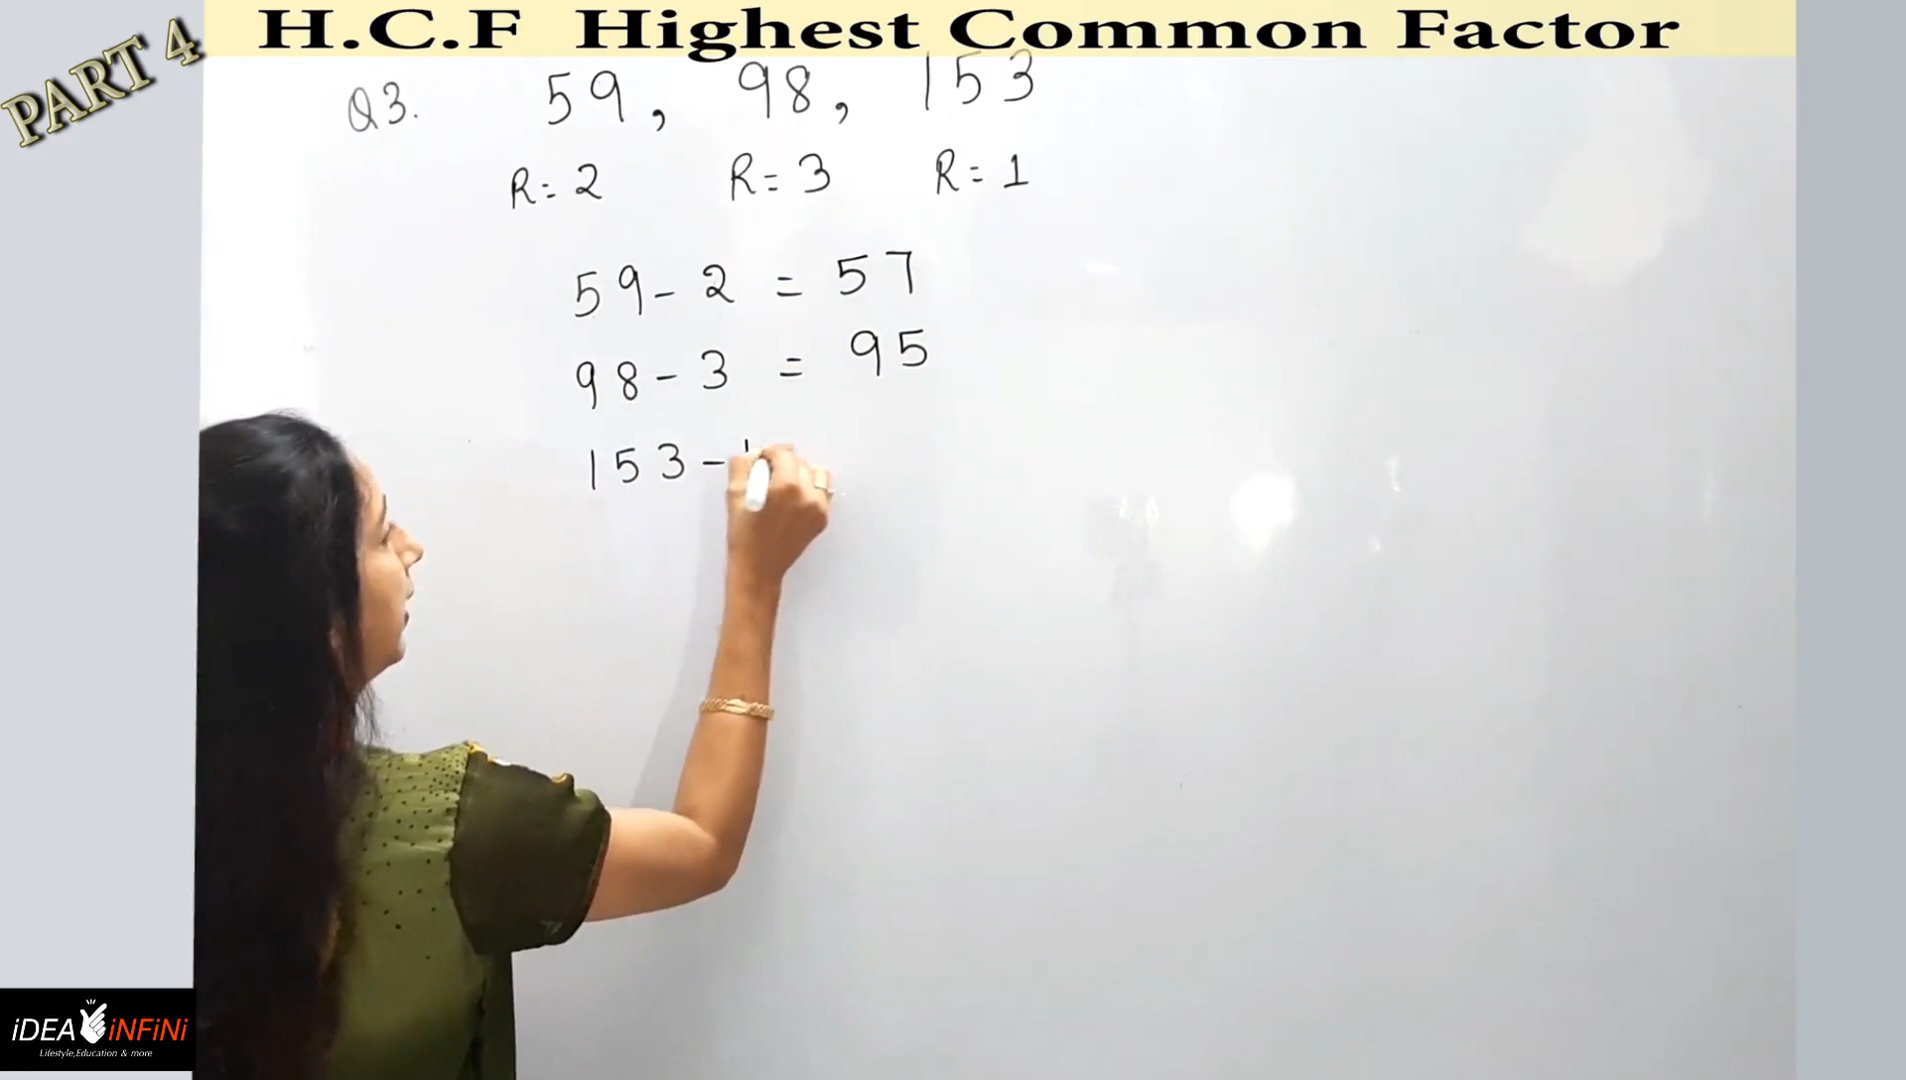 PART 4
H.C.F Highest Common Factor
Q3. 59, 98, 153
R=2 R=3 R=1
59-2 = 57
98-3 = 95
153-1
iDEA iNFiNi
Lifestyle,Education & more